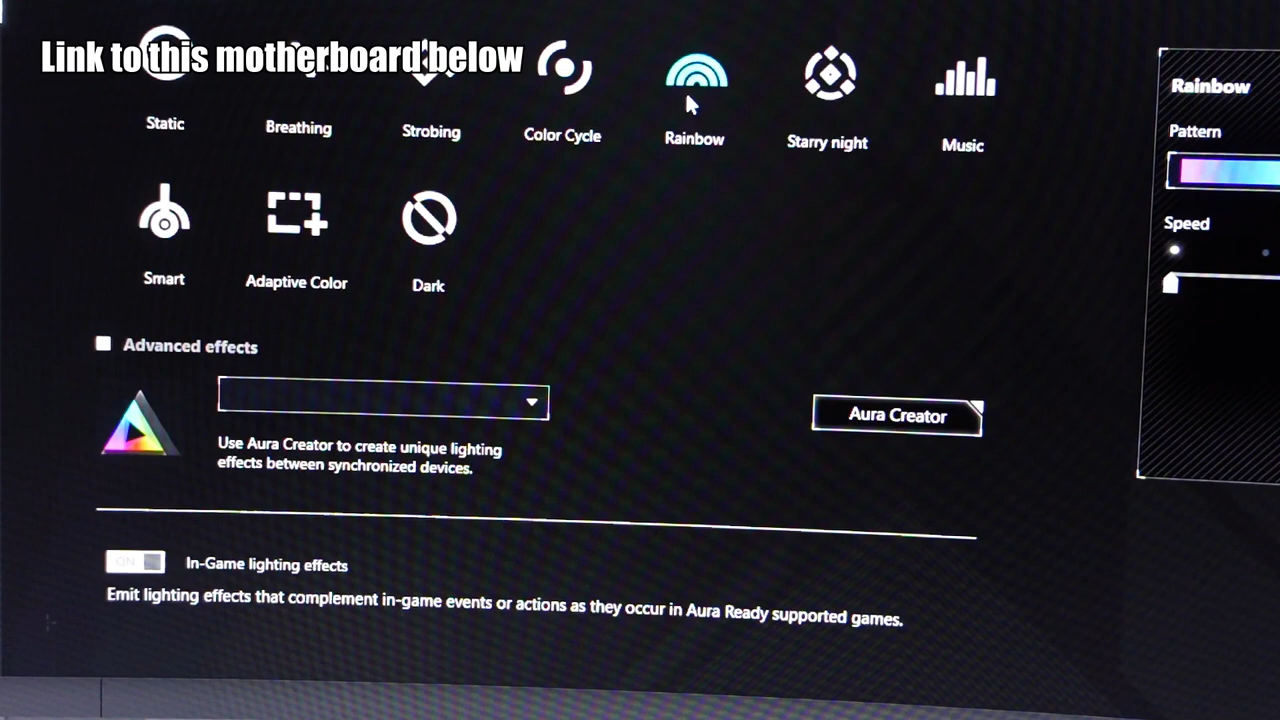 Link to this motherboard below
Static
Breathing
Strobing
Color Cycle
Rainbow
Starry night
Music
Smart
Adaptive Color
Dark
Rainbow
Pattern
Speed
Advanced effects
Aura Creator
Use Aura Creator to create unique lighting
effects between synchronized devices.
ON
In-Game lighting effects
Emit lighting effects that complement in-game events or actions as they occur in Aura Ready supported games.